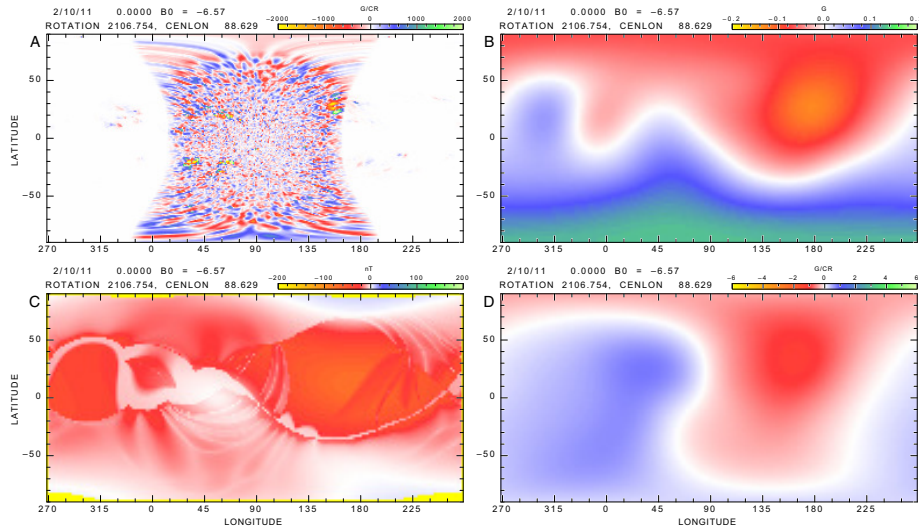 2/10/11 0.0000 B0 = −6.57
G/CR
ROTATION 2106.754, CENLON 88.629
−2000 −1000 0 1000 2000
A
LATITUDE
50
0
−50
270 315 0 45 90 135 180 225
2/10/11 0.0000 B0 = −6.57
G
ROTATION 2106.754, CENLON 88.629
−0.2 −0.1 0.0 0.1 0.2
B
50
0
−50
270 315 0 45 90 135 180 225
2/10/11 0.0000 B0 = −6.57
nT
ROTATION 2106.754, CENLON 88.629
−200 −100 0 100 200
C
LATITUDE
50
0
−50
270 315 0 45 90 135 180 225
LONGITUDE
2/10/11 0.0000 B0 = −6.57
G/CR
ROTATION 2106.754, CENLON 88.629
−6 −4 −2 0 2 4 6
D
50
0
−50
270 315 0 45 90 135 180 225
LONGITUDE